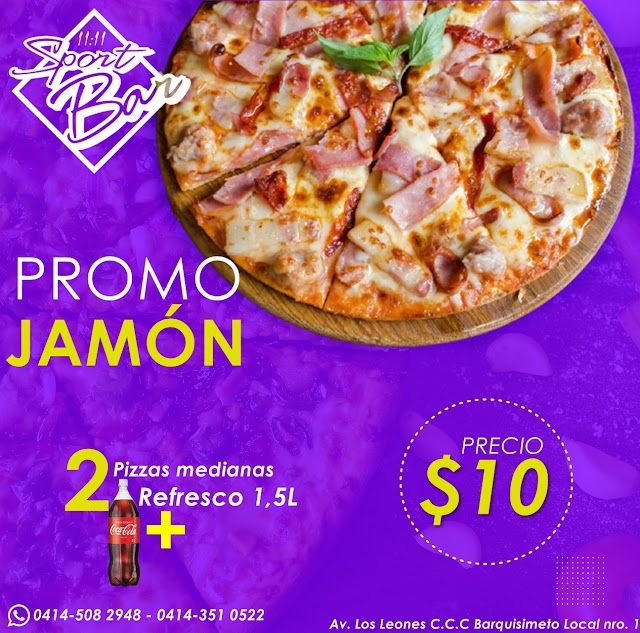 11:11
Sport
Bar
PROMO
JAMÓN
2 Pizzas medianas
Refresco 1,5L
Coca-Cola
+
PRECIO
$10
0414-508 2948 - 0414-351 0522
Av. Los Leones C.C.C Barquisimeto Local nro. 1